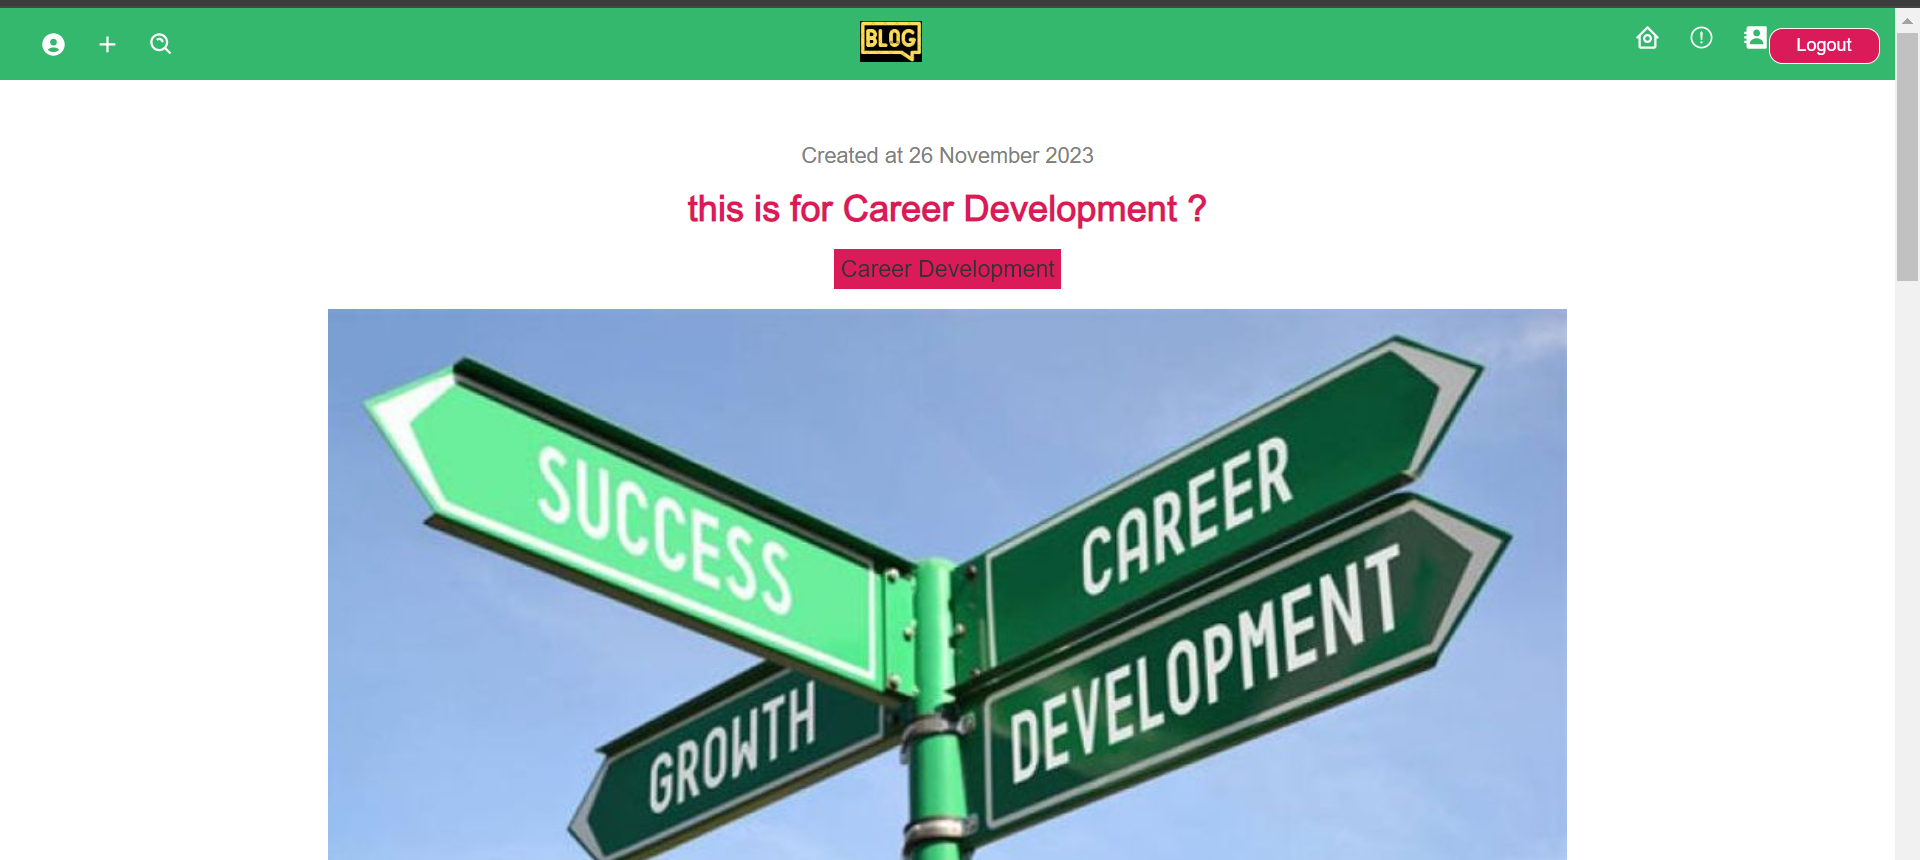 BLOG
Logout
Created at 26 November 2023
this is for Career Development ?
Career Development
SUCCESS
CAREER
DEVELOPMENT
GROWTH